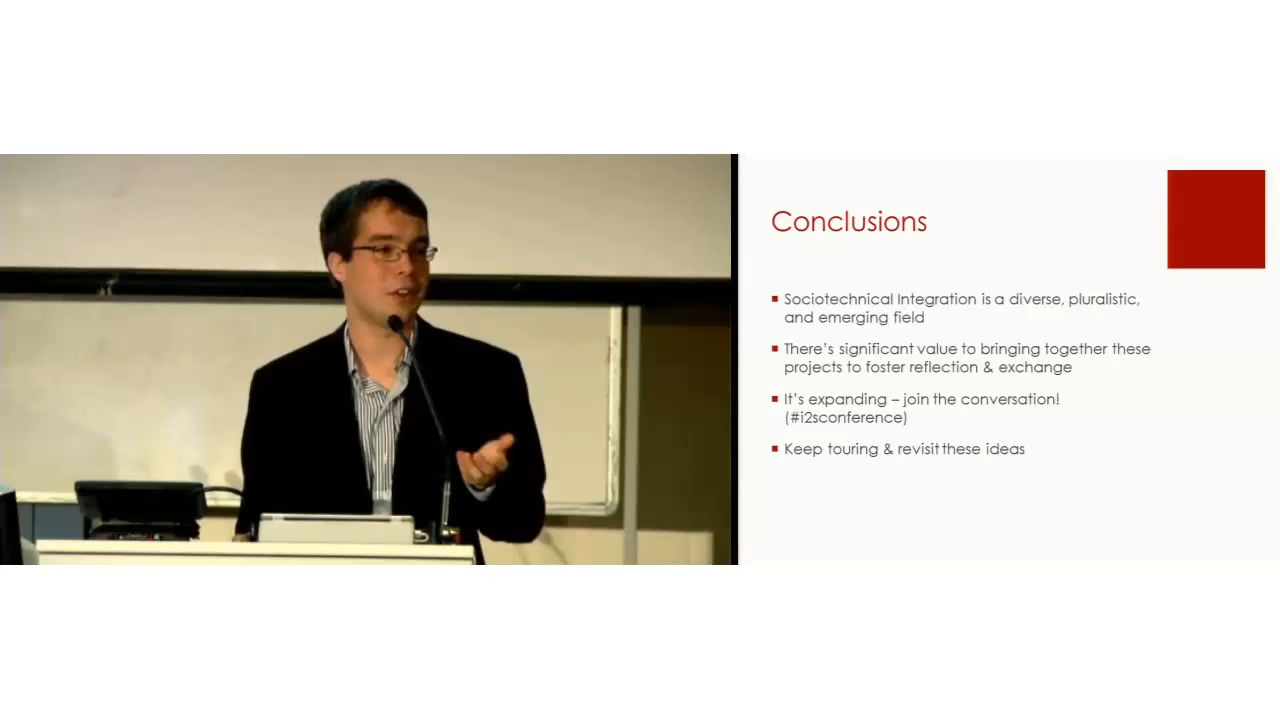 Conclusions
Sociotechnical Integration is a diverse, pluralistic,
and emerging field
There's significant value to bringing together these
projects to foster reflection & exchange
It's expanding – join the conversation!
(#i2sconference)
Keep touring & revisit these ideas